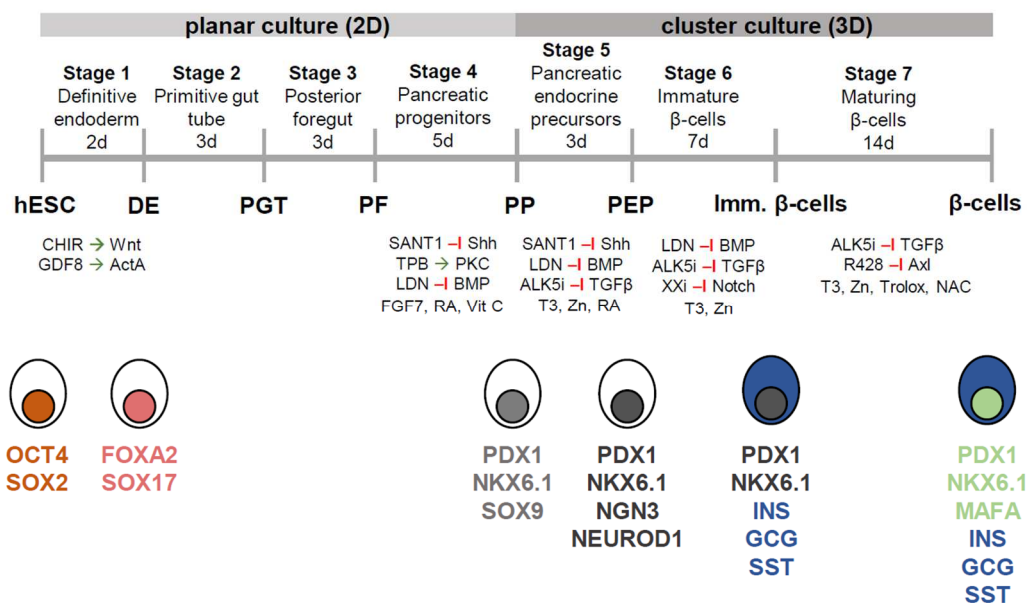 planar culture (2D)
cluster culture (3D)
Stage 1
Definitive
endoderm
2d
Stage 2
Primitive gut
tube
3d
Stage 3
Posterior
foregut
3d
Stage 4
Pancreatic
progenitors
5d
Stage 5
Pancreatic
endocrine
precursors
3d
Stage 6
Immature
β-cells
7d
Stage 7
Maturing
β-cells
14d
hESC
DE
PGT
PF
PP
PEP
Imm. β-cells
β-cells
CHIR → Wnt
GDF8 → ActA
SANT1 ⊣ Shh
TPB → PKC
LDN ⊣ BMP
FGF7, RA, Vit C
SANT1 ⊣ Shh
LDN ⊣ BMP
ALK5i ⊣ TGFβ
T3, Zn, RA
LDN ⊣ BMP
ALK5i ⊣ TGFβ
XXi ⊣ Notch
T3, Zn
ALK5i ⊣ TGFβ
R428 ⊣ Axl
T3, Zn, Trolox, NAC
OCT4
SOX2
FOXA2
SOX17
PDX1
NKX6.1
SOX9
PDX1
NKX6.1
NGN3
NEUROD1
PDX1
NKX6.1
INS
GCG
SST
PDX1
NKX6.1
MAFA
INS
GCG
SST